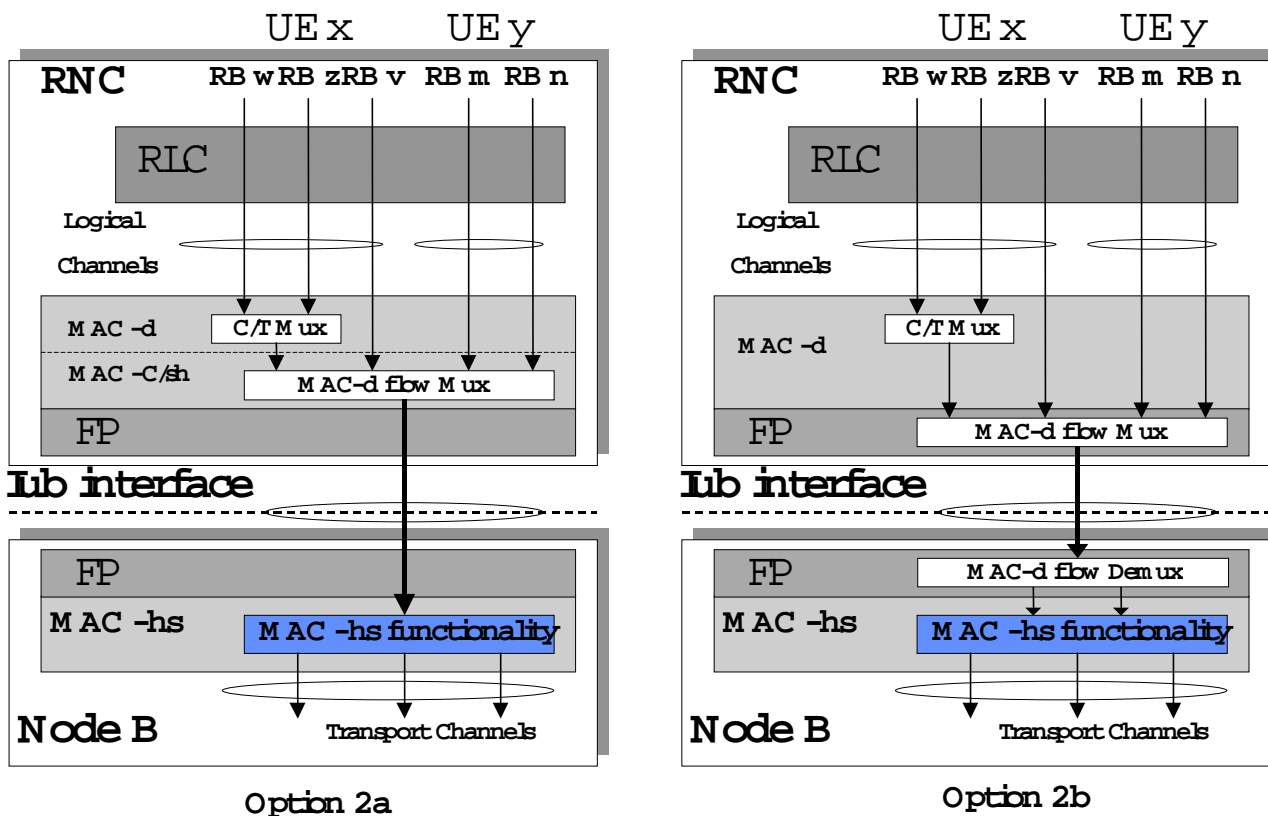 UE x UE y
RNC RB w RB z RB v RB m RB n
RLC
Logical
Channels
MAC-d
C/T Mux
MAC-C/sh
MAC-d flow Mux
FP
Iub interface
FP
MAC-hs
MAC-hs functionality
Node B
Transport Channels
Option 2a
UE x UE y
RNC RB w RB z RB v RB m RB n
RLC
Logical
Channels
C/T Mux
MAC-d
FP
MAC-d flow Mux
Iub interface
FP
MAC-d flow Demux
MAC-hs
MAC-hs functionality
Node B
Transport Channels
Option 2b